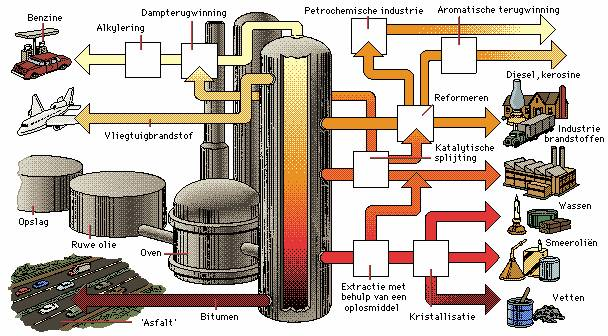 Benzine
Alkylering
Dampterugwinning
Petrochemische industrie
Aromatische terugwinning
Diesel, kerosine
Vliegtuigbrandstof
Reformeren
Industrie
brandstoffen
Katalytische
splijting
Opslag
Ruwe olie
Oven
Wassen
Smeeroliën
Extractie met
behulp van een
oplosmiddel
Kristallisatie
Vetten
'Asfalt'
Bitumen